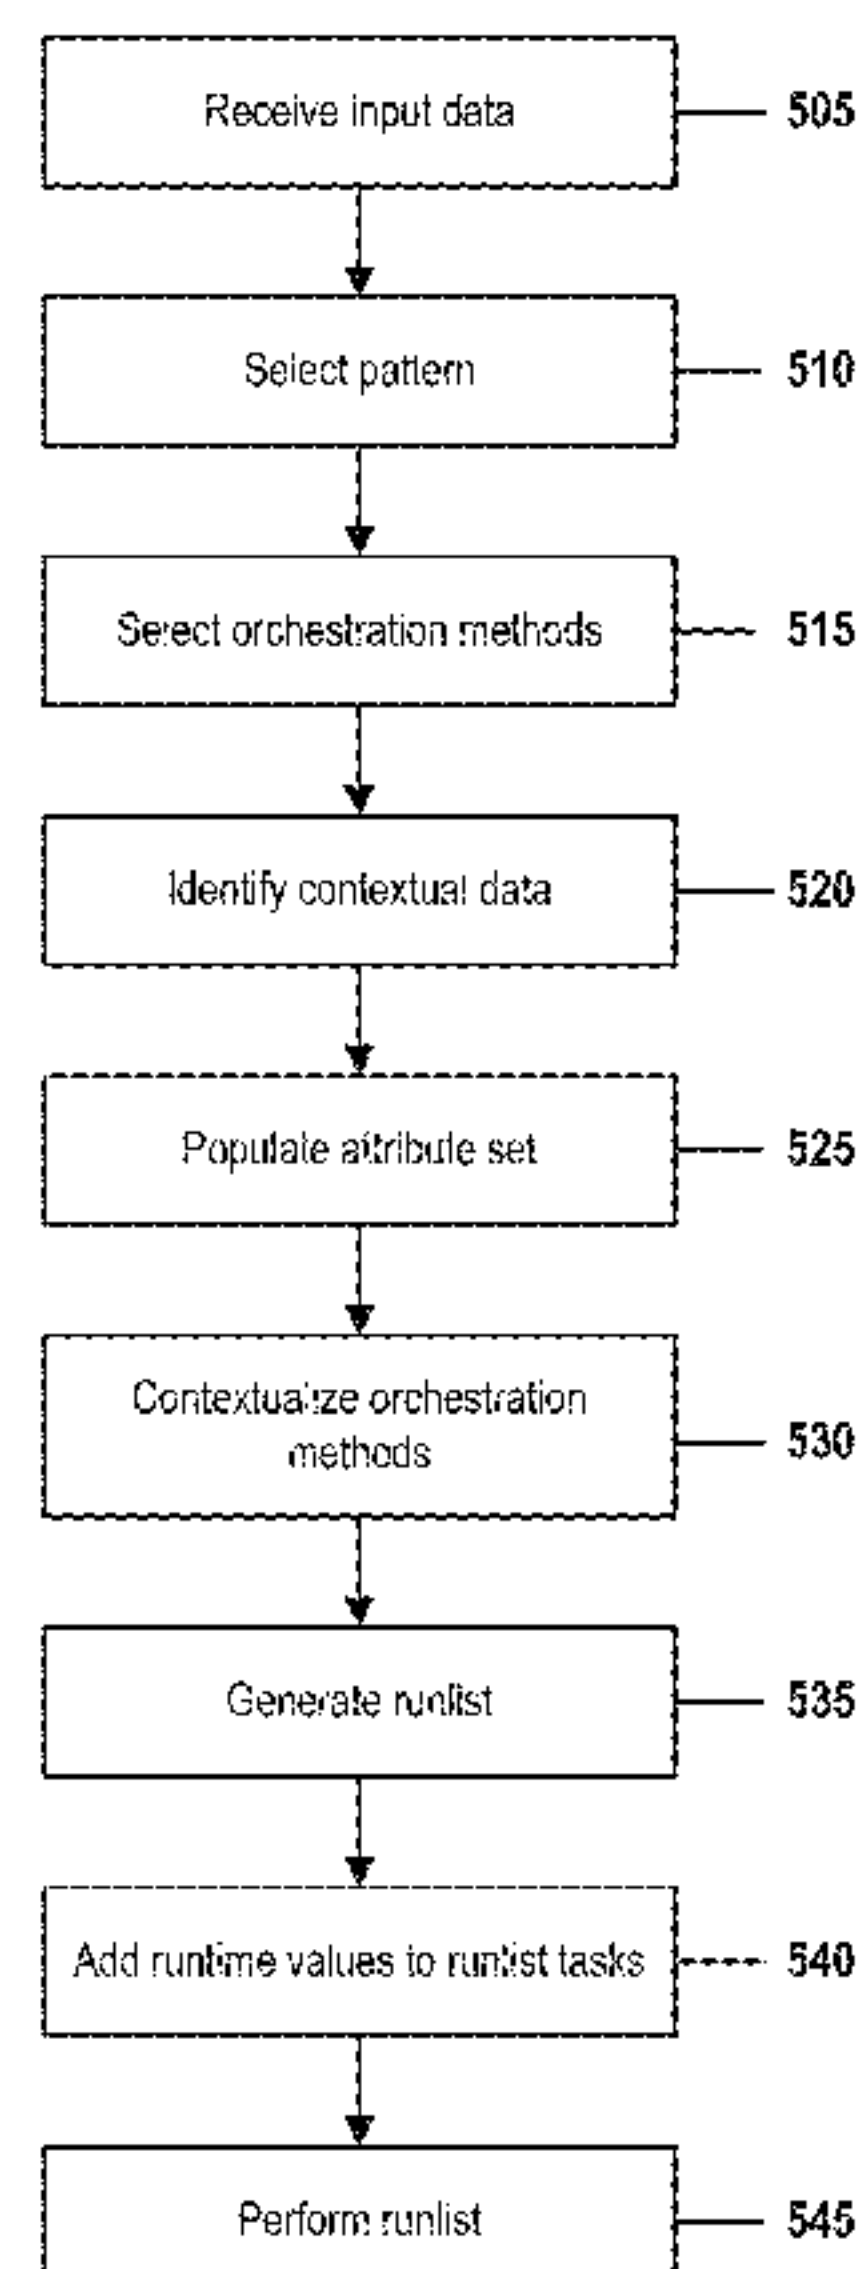 Receive input data 505
Select pattern 510
Select orchestration methods 515
Identify contextual data 520
Populate attribute set 525
Contextualize orchestration
methods 530
Generate runlist 535
Add runtime values to runlist tasks 540
Perform runlist 545